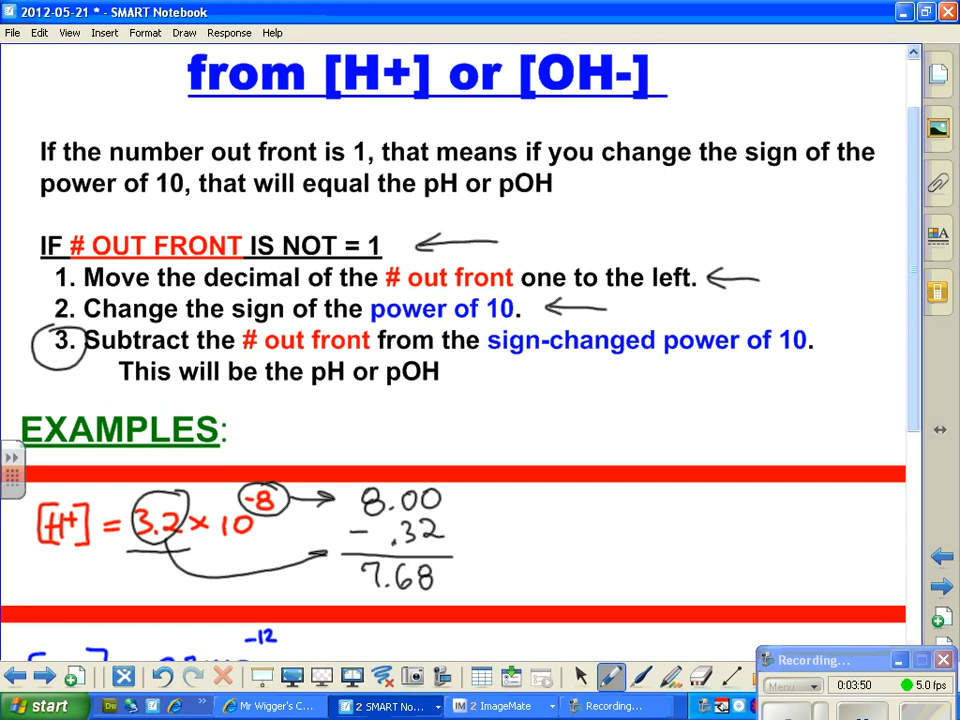 2012-05-21 * - SMART Notebook
File Edit View Insert Format Draw Response Help
from [H+] or [OH-]
If the number out front is 1, that means if you change the sign of the
power of 10, that will equal the pH or pOH
IF # OUT FRONT IS NOT = 1
1. Move the decimal of the # out front one to the left.
2. Change the sign of the power of 10.
3. Subtract the # out front from the sign-changed power of 10.
This will be the pH or pOH
EXAMPLES:
[H+] = 3.2 × 10⁻⁸
8.00
- .32
7.68
-12
Recording...
Menu
0:03:50
5.0 fps
start
Mr Wigger's C...
2 SMART No...
2 ImageMate
Recording...